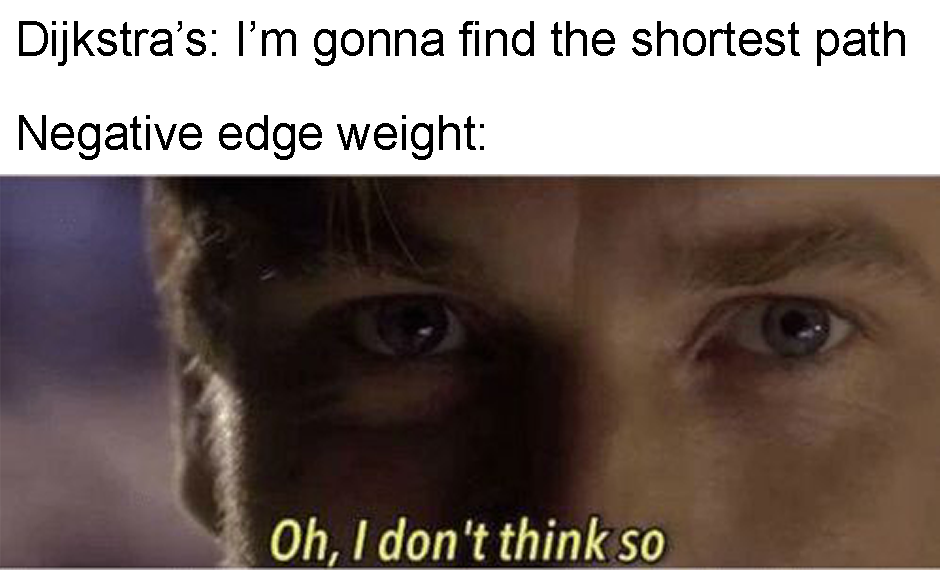 Dijkstra’s: I’m gonna find the shortest path
Negative edge weight:
Oh, I don't think so